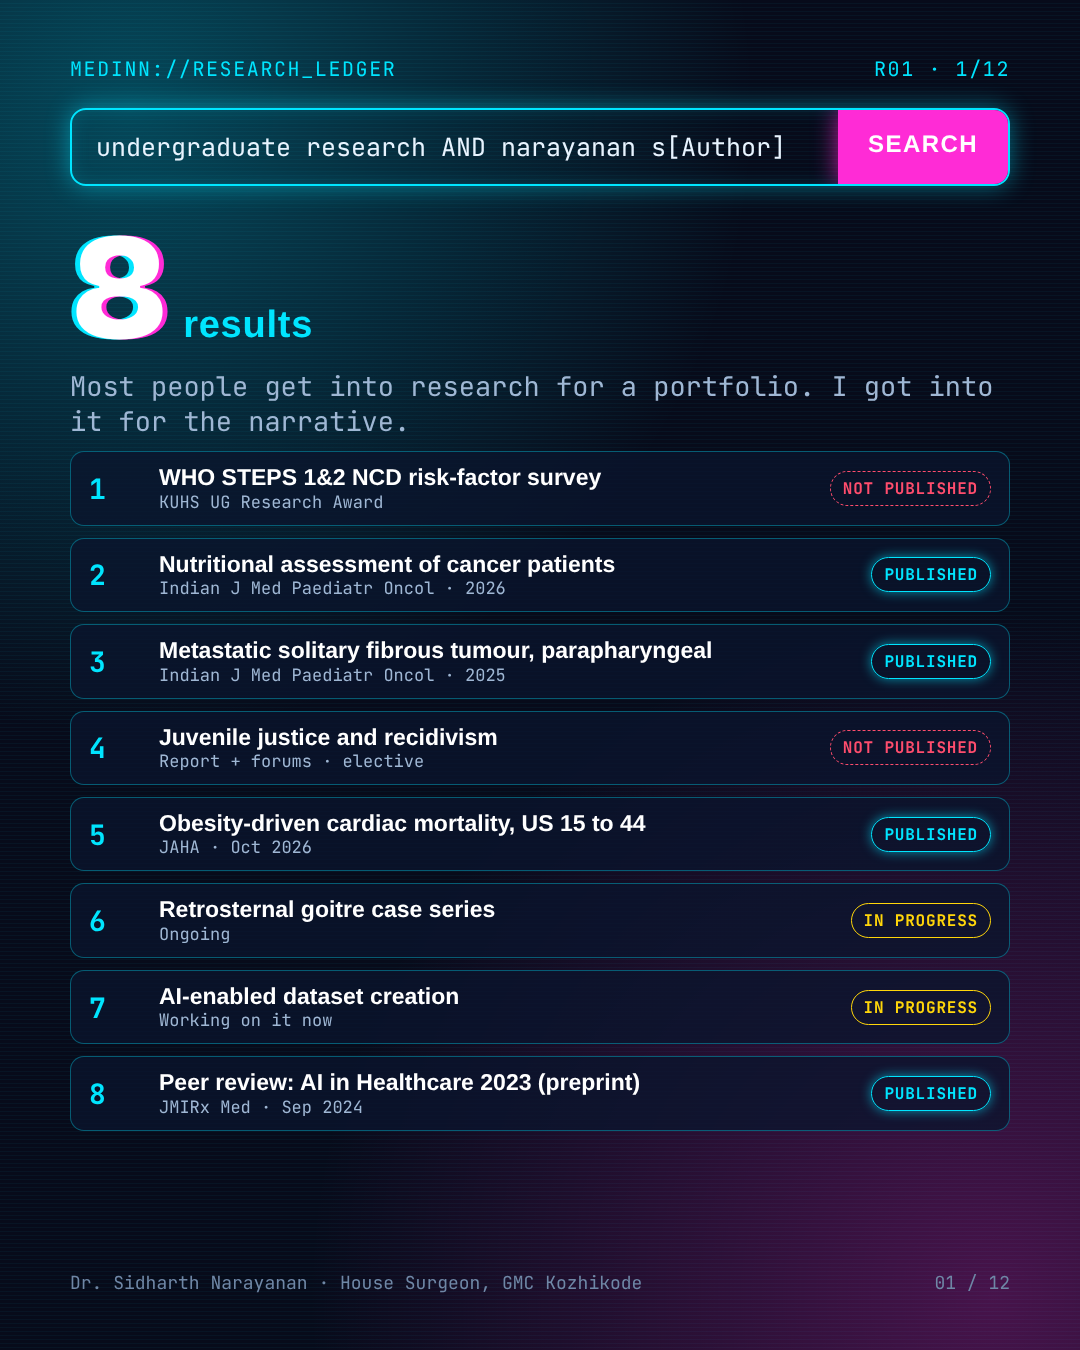 MEDINN://RESEARCH_LEDGER
R01 · 1/12
undergraduate research AND narayanan s[Author]
SEARCH
8 results
Most people get into research for a portfolio. I got into
it for the narrative.
1
WHO STEPS 1&2 NCD risk-factor survey
KUHS UG Research Award
NOT PUBLISHED
2
Nutritional assessment of cancer patients
Indian J Med Paediatr Oncol · 2026
PUBLISHED
3
Metastatic solitary fibrous tumour, parapharyngeal
Indian J Med Paediatr Oncol · 2025
PUBLISHED
4
Juvenile justice and recidivism
Report + forums · elective
NOT PUBLISHED
5
Obesity-driven cardiac mortality, US 15 to 44
JAHA · Oct 2026
PUBLISHED
6
Retrosternal goitre case series
Ongoing
IN PROGRESS
7
AI-enabled dataset creation
Working on it now
IN PROGRESS
8
Peer review: AI in Healthcare 2023 (preprint)
JMIRx Med · Sep 2024
PUBLISHED
Dr. Sidharth Narayanan · House Surgeon, GMC Kozhikode
01 / 12